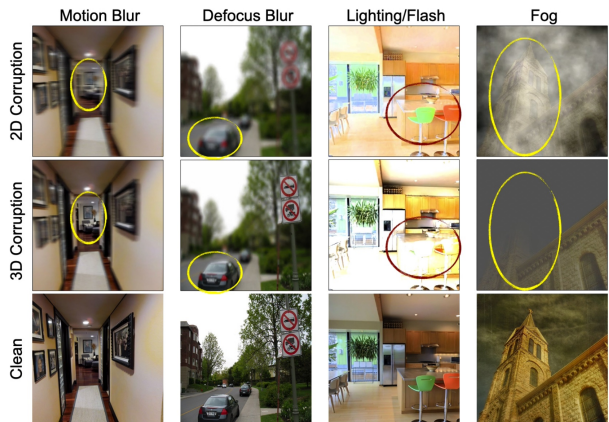 Motion Blur
Defocus Blur
Lighting/Flash
Fog
2D Corruption
3D Corruption
Clean